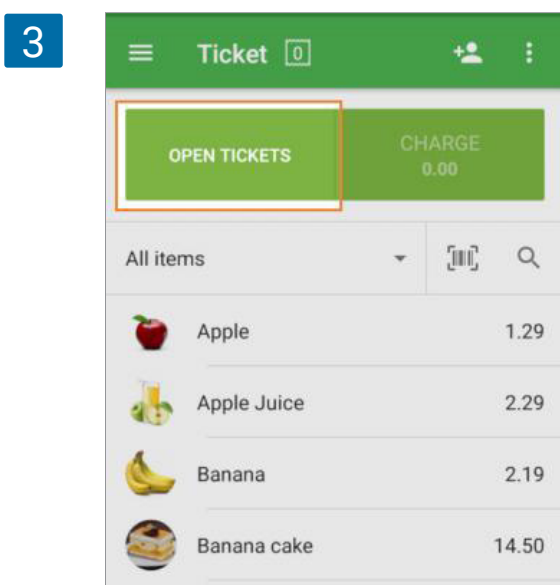 3
Ticket 0
OPEN TICKETS
CHARGE
0.00
All items
Apple 1.29
Apple Juice 2.29
Banana 2.19
Banana cake 14.50